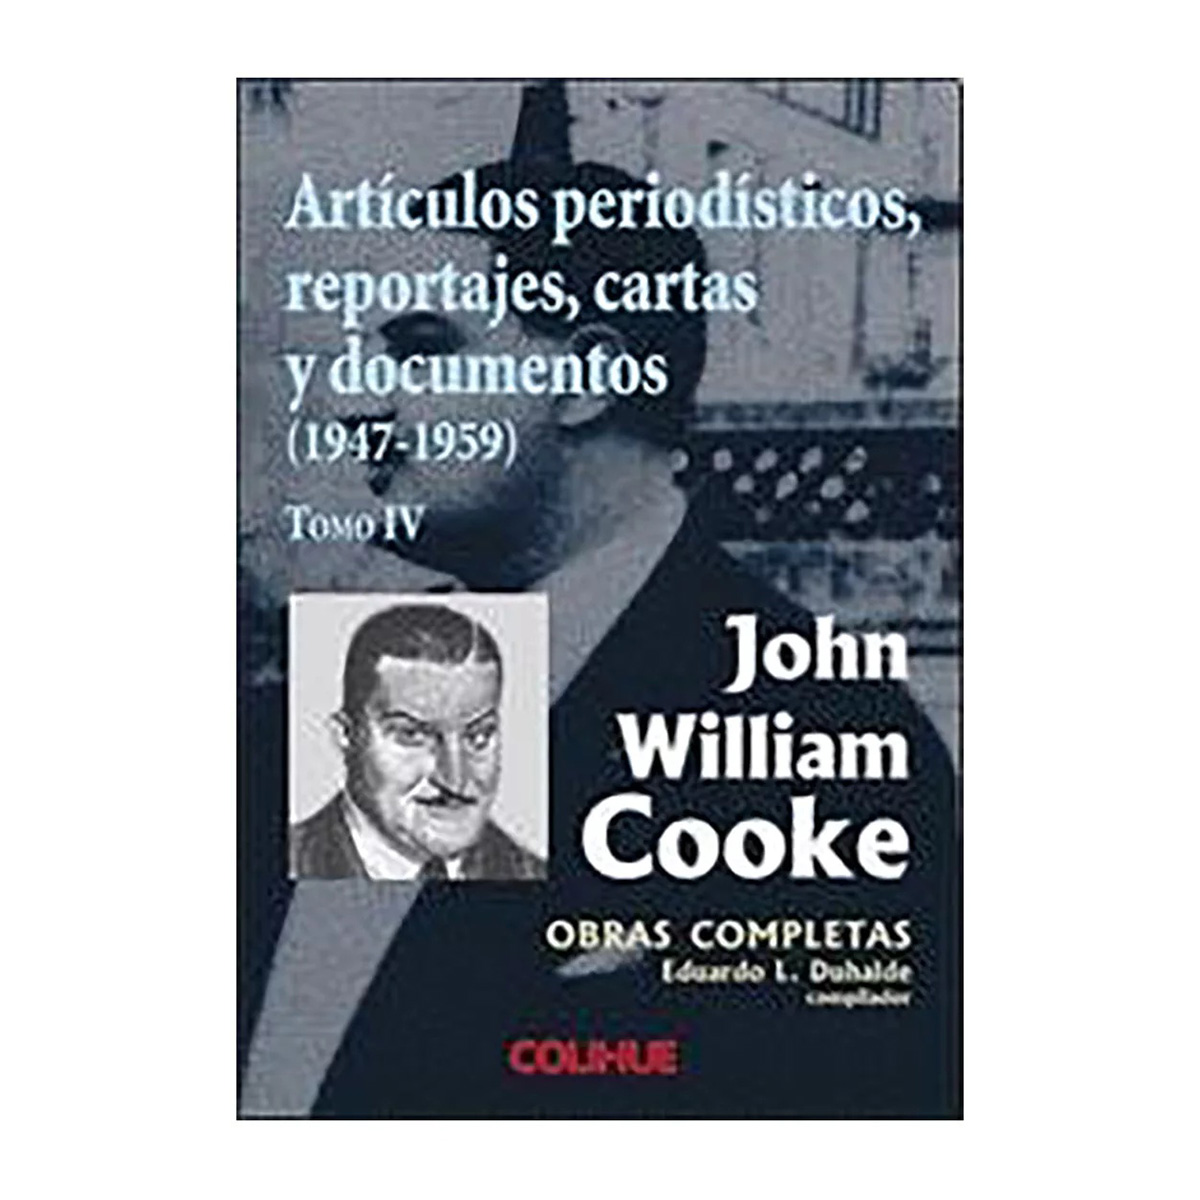 Artículos periodísticos,
reportajes, cartas
y documentos
(1947-1959)
Tomo IV
John
William
Cooke
OBRAS COMPLETAS
Eduardo L. Duhalde
compilador
COLIHUE